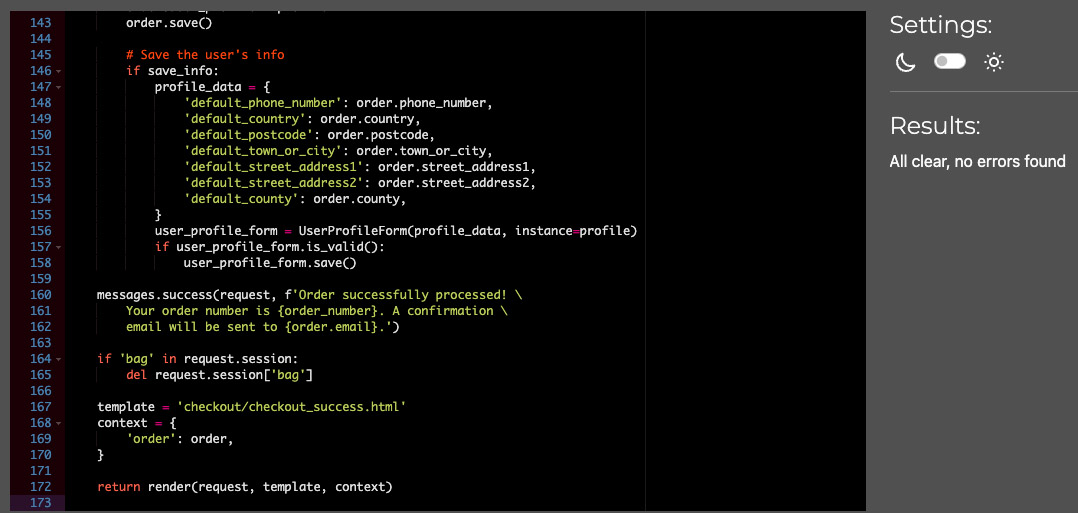 143 order.save()
144
145 # Save the user's info
146 if save_info:
147 profile_data = {
148 'default_phone_number': order.phone_number,
149 'default_country': order.country,
150 'default_postcode': order.postcode,
151 'default_town_or_city': order.town_or_city,
152 'default_street_address1': order.street_address1,
153 'default_street_address2': order.street_address2,
154 'default_county': order.county,
155 }
156 user_profile_form = UserProfileForm(profile_data, instance=profile)
157 if user_profile_form.is_valid():
158 user_profile_form.save()
159
160 messages.success(request, f'Order successfully processed! \
161 Your order number is {order_number}. A confirmation \
162 email will be sent to {order.email}.')
163
164 if 'bag' in request.session:
165 del request.session['bag']
166
167 template = 'checkout/checkout_success.html'
168 context = {
169 'order': order,
170 }
171
172 return render(request, template, context)
173
Settings:
Results:
All clear, no errors found